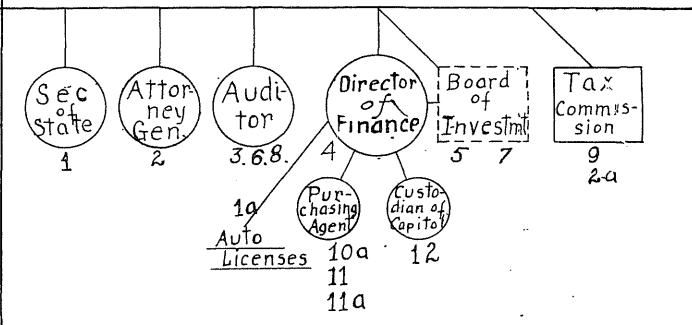 Sec
of
State
1
Attor-
ney
Gen.
2
Audi-
tor
3.6.8.
Director
of
Finance
4
Board
of
Investmt
5 7
Tax
Commis-
sion
9
2-a
1a
Auto
Licenses
Pur-
chasing
Agent
10a
11
11a
Custo-
dian of
Capitol
12